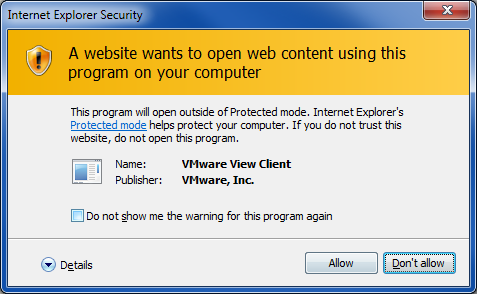 Internet Explorer Security
A website wants to open web content using this
program on your computer
This program will open outside of Protected mode. Internet Explorer's
Protected mode helps protect your computer. If you do not trust this
website, do not open this program.
Name: VMware View Client
Publisher: VMware, Inc.
Do not show me the warning for this program again
Details
Allow
Don't allow